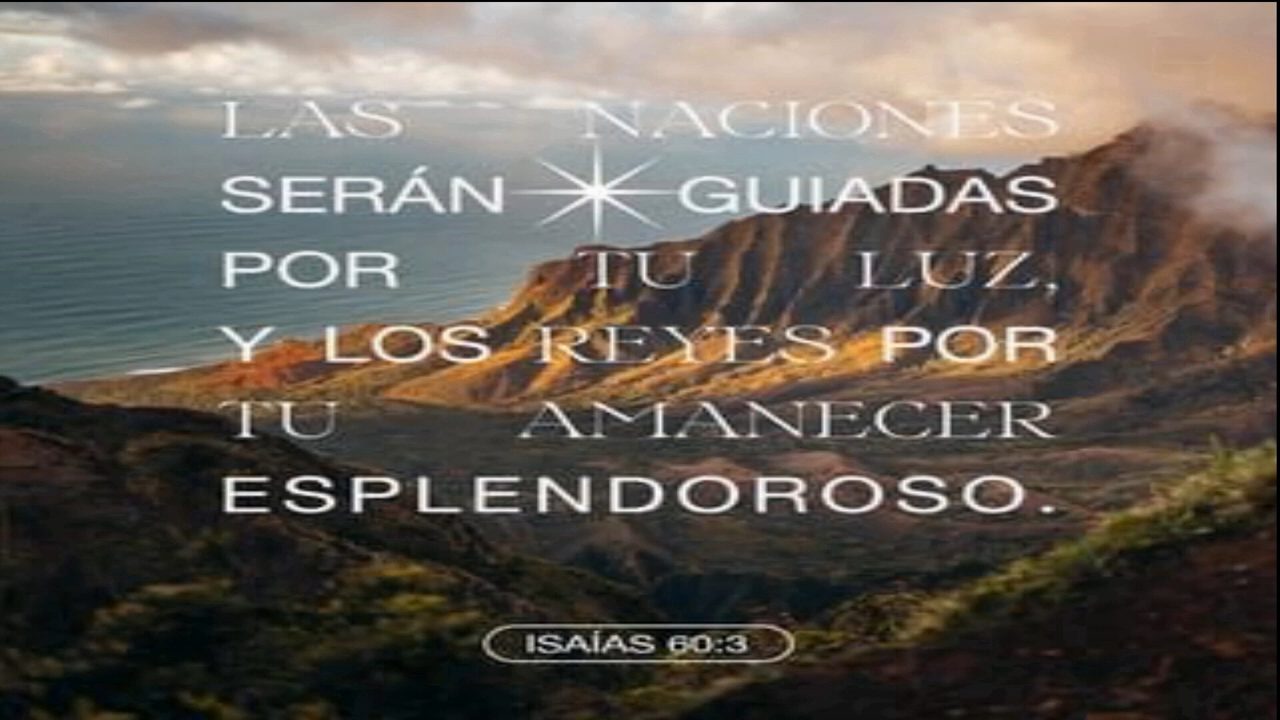 LAS NACIONES
SERÁN GUIADAS
POR TU LUZ,
Y LOS REYES POR
TU AMANECER
ESPLENDOROSO.
ISAÍAS 60:3